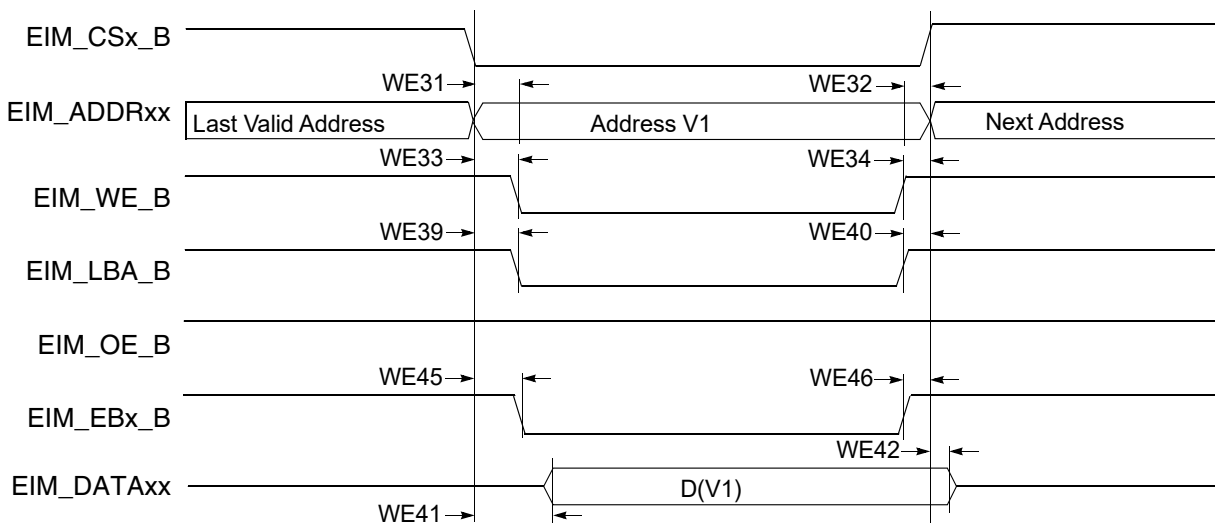 EIM_CSx_B
WE31
WE32
EIM_ADDRxx
Last Valid Address
Address V1
Next Address
WE33
WE34
EIM_WE_B
WE39
WE40
EIM_LBA_B
EIM_OE_B
WE45
WE46
EIM_EBx_B
WE42
EIM_DATAxx
D(V1)
WE41